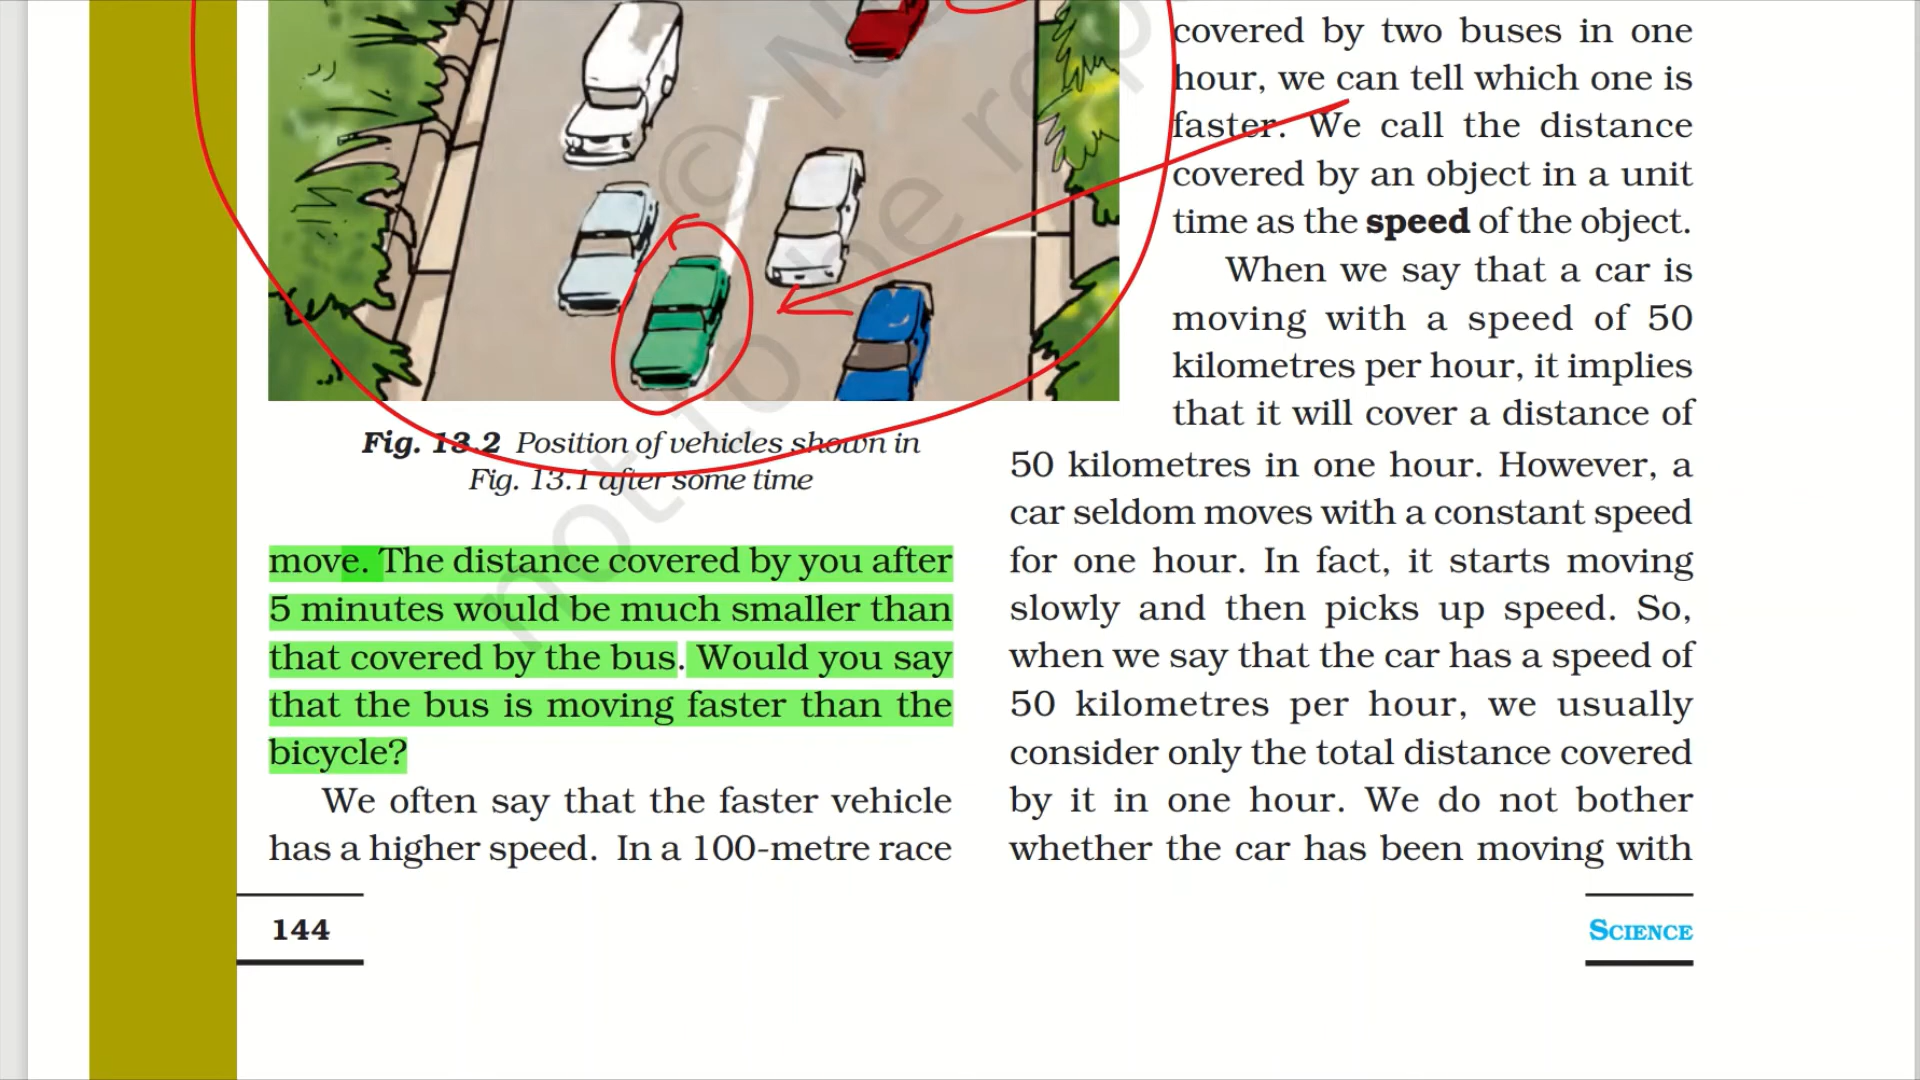 Fig. 13.2 Position of vehicles shown in
Fig. 13.1 after some time
move. The distance covered by you after
5 minutes would be much smaller than
that covered by the bus. Would you say
that the bus is moving faster than the
bicycle?
We often say that the faster vehicle
has a higher speed. In a 100-metre race
covered by two buses in one
hour, we can tell which one is
faster. We call the distance
covered by an object in a unit
time as the speed of the object.
When we say that a car is
moving with a speed of 50
kilometres per hour, it implies
that it will cover a distance of
50 kilometres in one hour. However, a
car seldom moves with a constant speed
for one hour. In fact, it starts moving
slowly and then picks up speed. So,
when we say that the car has a speed of
50 kilometres per hour, we usually
consider only the total distance covered
by it in one hour. We do not bother
whether the car has been moving with
144
SCIENCE
not to be